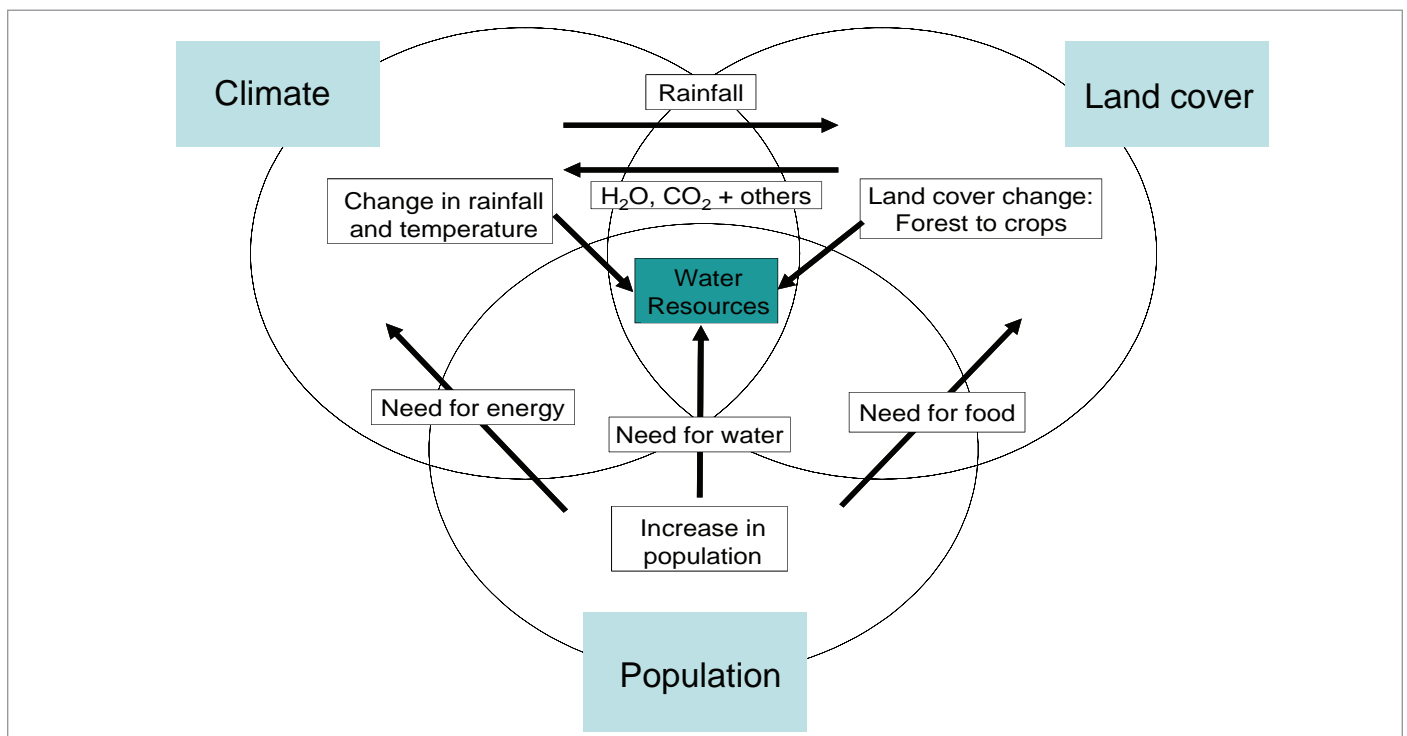 Climate
Land cover
Rainfall
H₂O, CO₂ + others
Change in rainfall
and temperature
Land cover change:
Forest to crops
Water
Resources
Need for energy
Need for water
Need for food
Increase in
population
Population